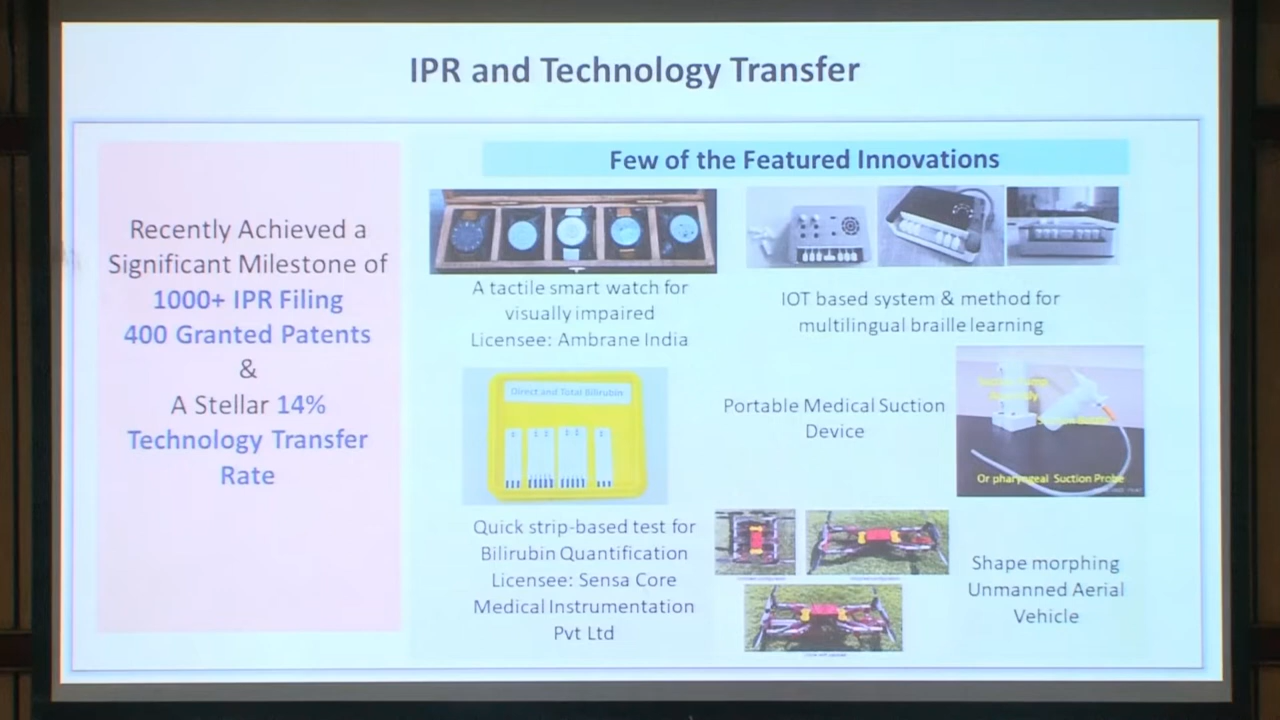 IPR and Technology Transfer
Recently Achieved a
Significant Milestone of
1000+ IPR Filing
400 Granted Patents
&
A Stellar 14%
Technology Transfer
Rate
Few of the Featured Innovations
A tactile smart watch for
visually impaired
Licensee: Ambrane India
IOT based system & method for
multilingual braille learning
Direct and Total Bilirubin
Quick strip-based test for
Bilirubin Quantification
Licensee: Sensa Core
Medical Instrumentation
Pvt Ltd
Portable Medical Suction
Device
Or pharyngeal Suction Probe
Shape morphing
Unmanned Aerial
Vehicle